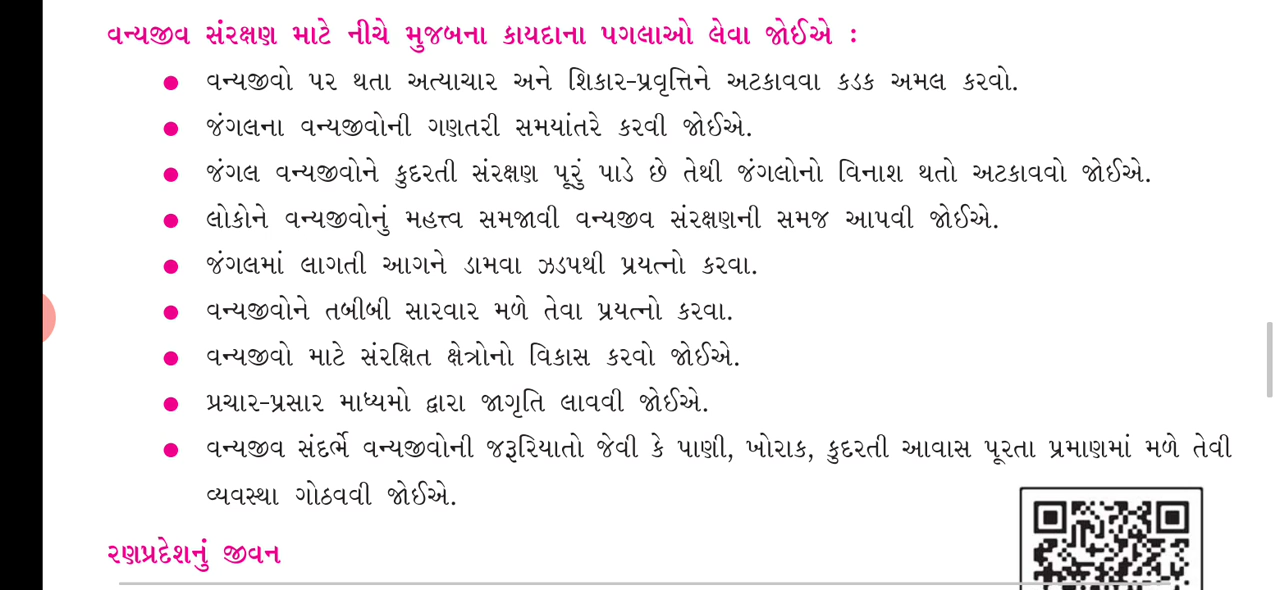 વન્યજીવ સંરક્ષણ માટે નીચે મુજબના કાયદાના પગલાઓ લેવા જોઈએ :
● વન્યજીવો પર થતા અત્યાચાર અને શિકાર-પ્રવૃત્તિને અટકાવવા કડક અમલ કરવો.
● જંગલના વન્યજીવોની ગણતરી સમયાંતરે કરવી જોઈએ.
● જંગલ વન્યજીવોને કુદરતી સંરક્ષણ પૂરું પાડે છે તેથી જંગલોનો વિનાશ થતો અટકાવવો જોઈએ.
● લોકોને વન્યજીવોનું મહત્ત્વ સમજાવી વન્યજીવ સંરક્ષણની સમજ આપવી જોઈએ.
● જંગલમાં લાગતી આગને ડામવા ઝડપથી પ્રયત્નો કરવા.
● વન્યજીવોને તબીબી સારવાર મળે તેવા પ્રયત્નો કરવા.
● વન્યજીવો માટે સંરક્ષિત ક્ષેત્રોનો વિકાસ કરવો જોઈએ.
● પ્રચાર-પ્રસાર માધ્યમો દ્વારા જાગૃતિ લાવવી જોઈએ.
● વન્યજીવ સંદર્ભે વન્યજીવોની જરૂરિયાતો જેવી કે પાણી, ખોરાક, કુદરતી આવાસ પૂરતા પ્રમાણમાં મળે તેવી
વ્યવસ્થા ગોઠવવી જોઈએ.
રણપ્રદેશનું જીવન